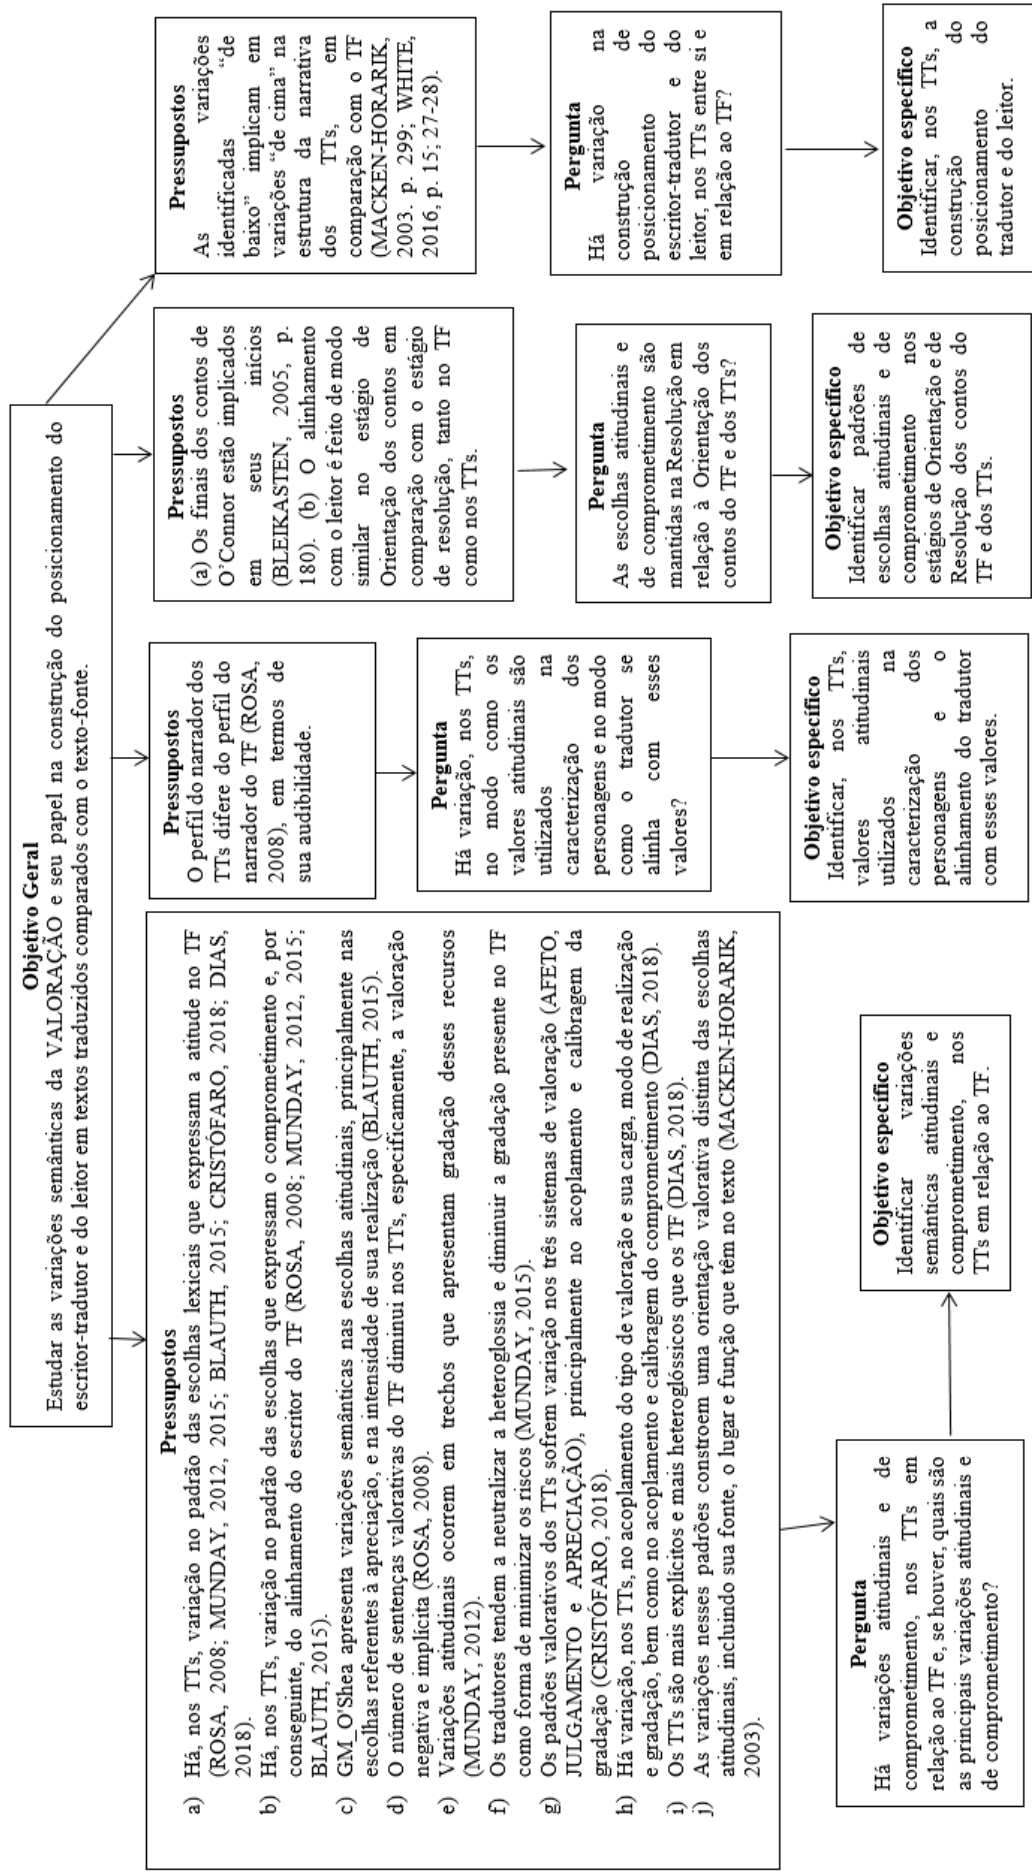 Objetivo Geral
Estudar as variações semânticas da VALORAÇÃO e seu papel na construção do posicionamento do
escritor-tradutor e do leitor em textos traduzidos comparados com o texto-fonte.
Pressupostos
a) Há, nos TTs, variação no padrão das escolhas lexicais que expressam a atitude no TF
(ROSA, 2008; MUNDAY, 2012, 2015; BLAUTH, 2015; CRISTÓFARO, 2018; DIAS,
2018).
b) Há, nos TTs, variação no padrão das escolhas que expressam o comprometimento e, por
conseguinte, do alinhamento do escritor do TF (ROSA, 2008; MUNDAY, 2012, 2015;
BLAUTH, 2015).
c) GM_O'Shea apresenta variações semânticas nas escolhas atitudinais, principalmente nas
escolhas referentes à apreciação, e na intensidade de sua realização (BLAUTH, 2015).
d) O número de sentenças valorativas do TF diminui nos TTs, especificamente, a valoração
negativa e implícita (ROSA, 2008).
e) Variações atitudinais ocorrem em trechos que apresentam gradação desses recursos
(MUNDAY, 2012).
f) Os tradutores tendem a neutralizar a heteroglossia e diminuir a gradação presente no TF
como forma de minimizar os riscos (MUNDAY, 2015).
g) Os padrões valorativos dos TTs sofrem variação nos três sistemas de valoração (AFETO,
JULGAMENTO e APRECIAÇÃO), principalmente no acoplamento e calibragem da
gradação (CRISTÓFARO, 2018).
h) Há variação, nos TTs, no acoplamento do tipo de valoração e sua carga, modo de realização
e gradação, bem como no acoplamento e calibragem do comprometimento (DIAS, 2018).
i) Os TTs são mais explícitos e mais heteroglóssicos que os TF (DIAS, 2018).
j) As variações nesses padrões constroem uma orientação valorativa distinta das escolhas
atitudinais, incluindo sua fonte, o lugar e função que têm no texto (MACKEN-HORARIK,
2003).
Pergunta
Há variações atitudinais e de
comprometimento, nos TTs em
relação ao TF e, se houver, quais são
as principais variações atitudinais e
de comprometimento?
Objetivo específico
Identificar variações
semânticas atitudinais e
comprometimento, nos
TTs em relação ao TF.
Pressupostos
O perfil do narrador dos
TTs difere do perfil do
narrador do TF (ROSA,
2008), em termos de
sua audibilidade.
Pergunta
Há variação, nos TTs,
no modo como os
valores atitudinais são
utilizados na
caracterização dos
personagens e no modo
como o tradutor se
alinha com esses
valores?
Objetivo específico
Identificar, nos TTs,
valores atitudinais
utilizados na
caracterização dos
personagens e o
alinhamento do tradutor
com esses valores.
Pressupostos
(a) Os finais dos contos de
O’Connor estão implicados
em seus inícios
(BLEIKASTEN, 2005, p.
180). (b) O alinhamento
com o leitor é feito de modo
similar no estágio de
Orientação dos contos em
comparação com o estágio
de resolução, tanto no TF
como nos TTs.
Pergunta
As escolhas atitudinais e
de comprometimento são
mantidas na Resolução em
relação à Orientação dos
contos do TF e dos TTs?
Objetivo específico
Identificar padrões de
escolhas atitudinais e de
comprometimento nos
estágios de Orientação e de
Resolução dos contos do
TF e dos TTs.
Pressupostos
As variações
identificadas “de
baixo” implicam em
variações “de cima” na
estrutura da narrativa
dos TTs, em
comparação com o TF
(MACKEN-HORARIK,
2003. p. 299; WHITE,
2016, p. 15; 27-28).
Pergunta
Há variação na
construção de
posicionamento do
escritor-tradutor e do
leitor, nos TTs entre si e
em relação ao TF?
Objetivo específico
Identificar, nos TTs, a
construção do
posicionamento do
tradutor e do leitor.